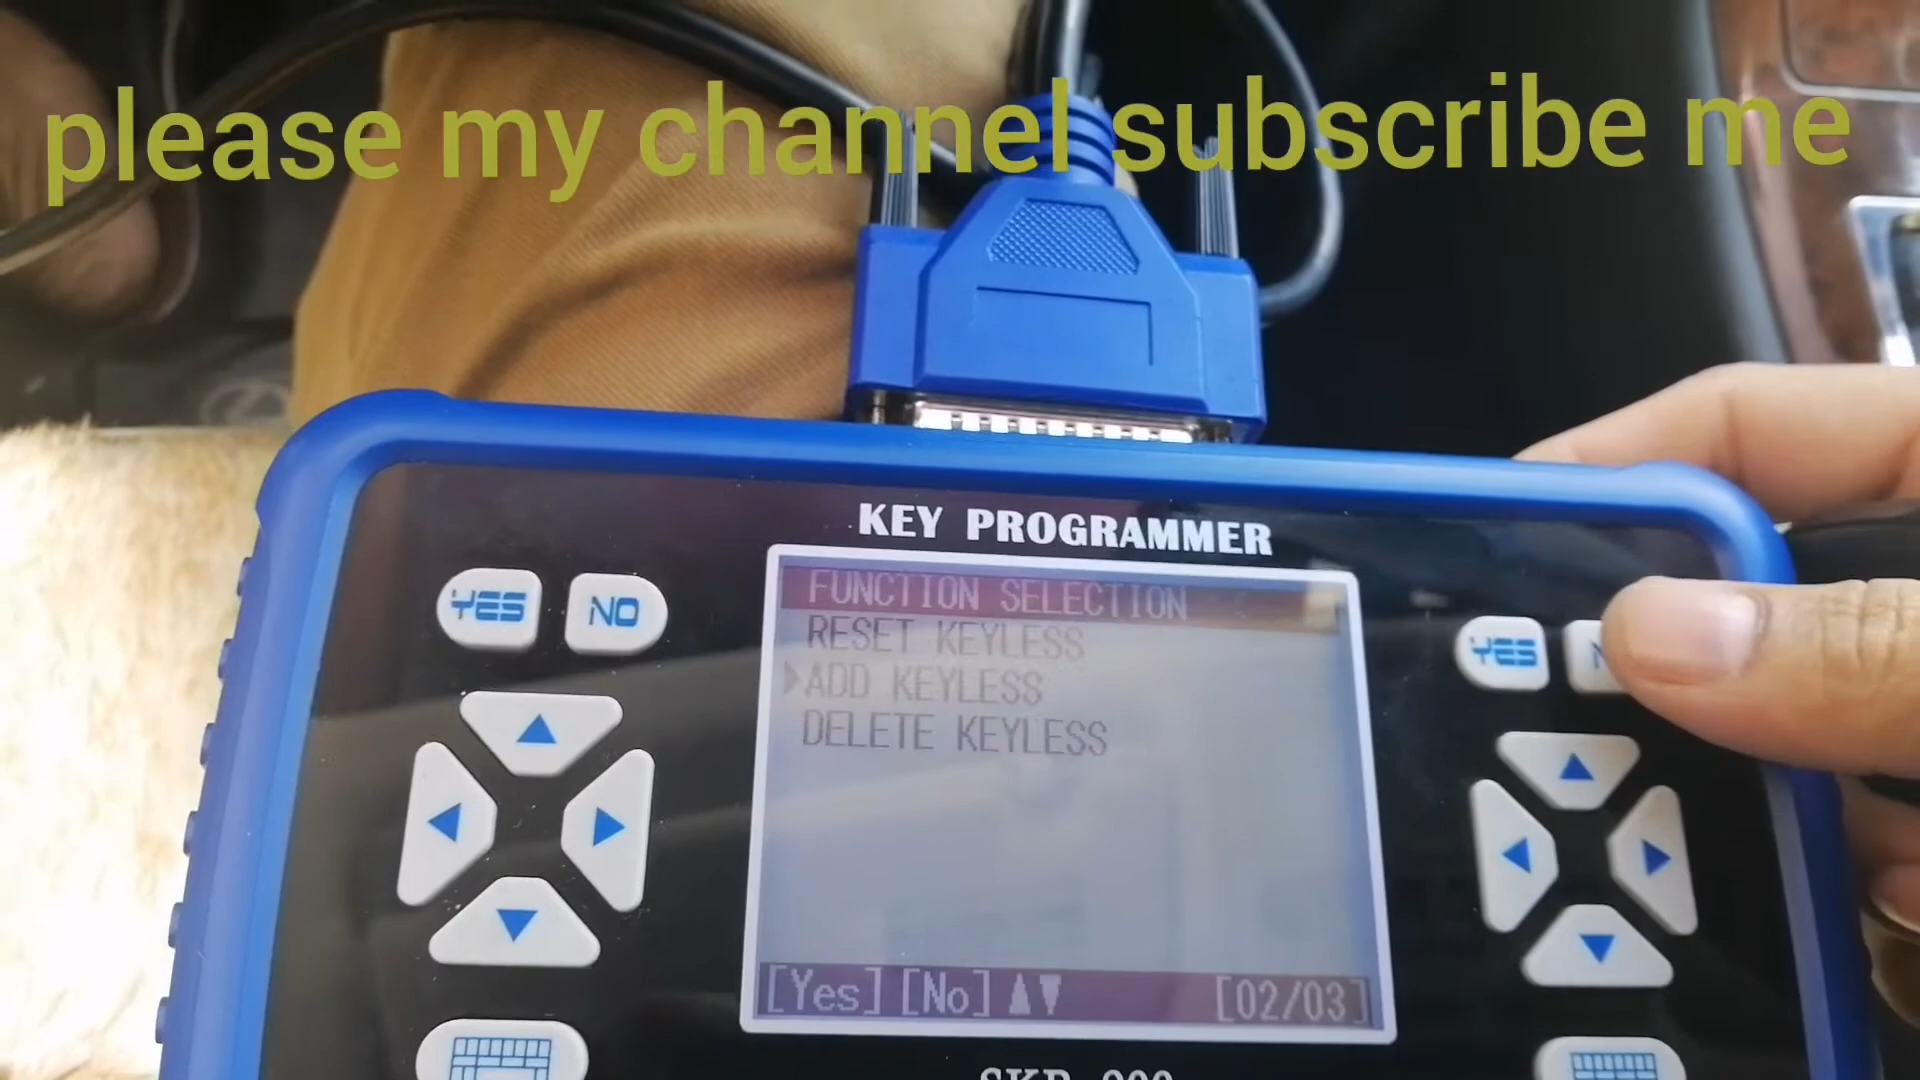 please my channel subscribe me
KEY PROGRAMMER
YES NO
YES
FUNCTION SELECTION
RESET KEYLESS
ADD KEYLESS
DELETE KEYLESS
[Yes] [No] [02/03]